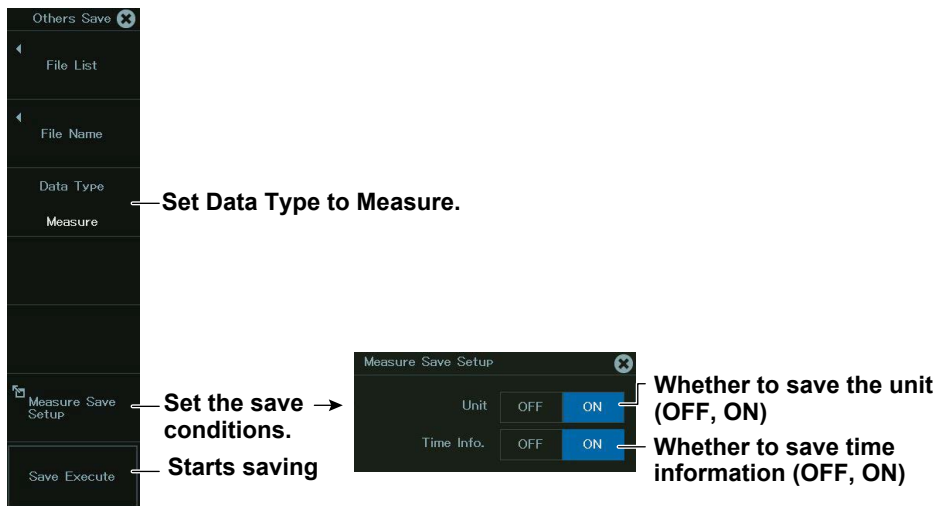 Others Save
File List
File Name
Data Type
Measure
Set Data Type to Measure.
Measure Save
Setup
Set the save
conditions.
Save Execute
Starts saving
Measure Save Setup
Unit OFF ON
Time Info. OFF ON
Whether to save the unit
(OFF, ON)
Whether to save time
information (OFF, ON)